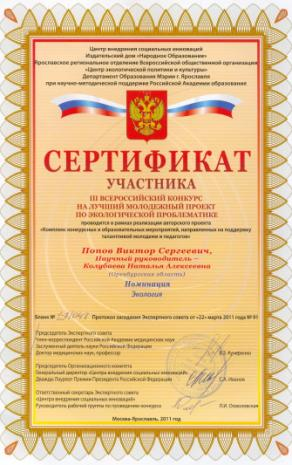 Центр внедрения социальных инноваций
Издательский дом «Народное Образование»
Ярославское региональное отделение Всероссийской общественной организации
«Центр экологической политики и культуры»
Департамент Образования Мэрии г. Ярославля
при научно-методической поддержке Российской Академии образования
СЕРТИФИКАТ
УЧАСТНИКА
III ВСЕРОССИЙСКИЙ КОНКУРС
НА ЛУЧШИЙ МОЛОДЕЖНЫЙ ПРОЕКТ
ПО ЭКОЛОГИЧЕСКОЙ ПРОБЛЕМАТИКЕ
проводится в рамках реализации авторского проекта
«Комплекс конкурсных и образовательных мероприятий, направленных на поддержку
талантливой молодежи и педагогов»
Попов Виктор Сергеевич,
Научный руководитель –
Колубаева Наталья Алексеевна
(Оренбургская область)
Номинация
Экология
Бланк № Протокол заседания Экспертного совета от «22» марта 2011 года № 91
Председатель Экспертного совета
Член-корреспондент Российской Академии медицинских наук
Заслуженный деятель науки Российской Федерации
Доктор медицинских наук, профессор
Председатель Организационного комитета
Генеральный директор «Центра внедрения социальных инноваций»
Дважды Лауреат Премии Президента Российской Федерации С.А. Иванов
Ответственный секретарь Экспертного совета
«Центра внедрения социальных инноваций»
Руководитель рабочей группы по проведению конкурса
Москва-Ярославль, 2011 год